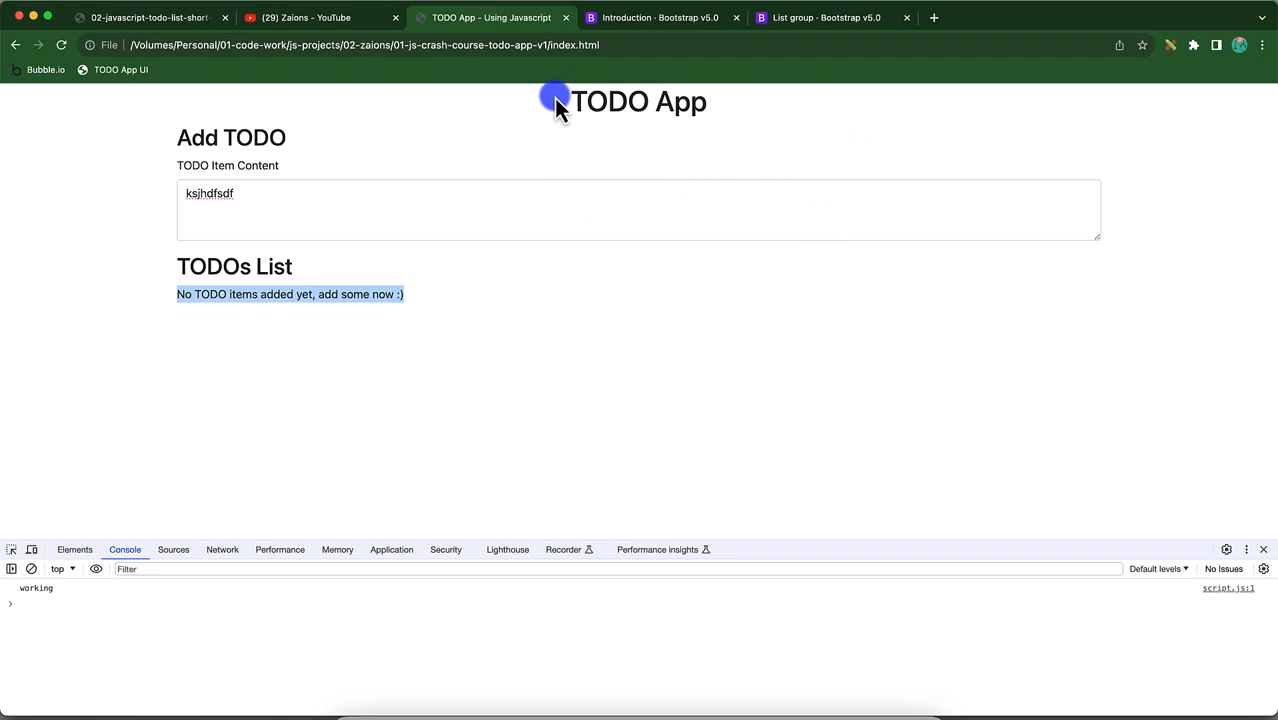 02-javascript-todo-list-short-
(29) Zaions - YouTube
TODO App - Using Javascript
Introduction · Bootstrap v5.0
List group · Bootstrap v5.0
File
/Volumes/Personal/01-code-work/js-projects/02-zaions/01-js-crash-course-todo-app-v1/index.html
Bubble.io
TODO App UI
TODO App
Add TODO
TODO Item Content
ksjhdfsdf
TODOs List
No TODO items added yet, add some now :)
Elements
Console
Sources
Network
Performance
Memory
Application
Security
Lighthouse
Recorder
Performance insights
top
Filter
Default levels
No Issues
working
script.js:1